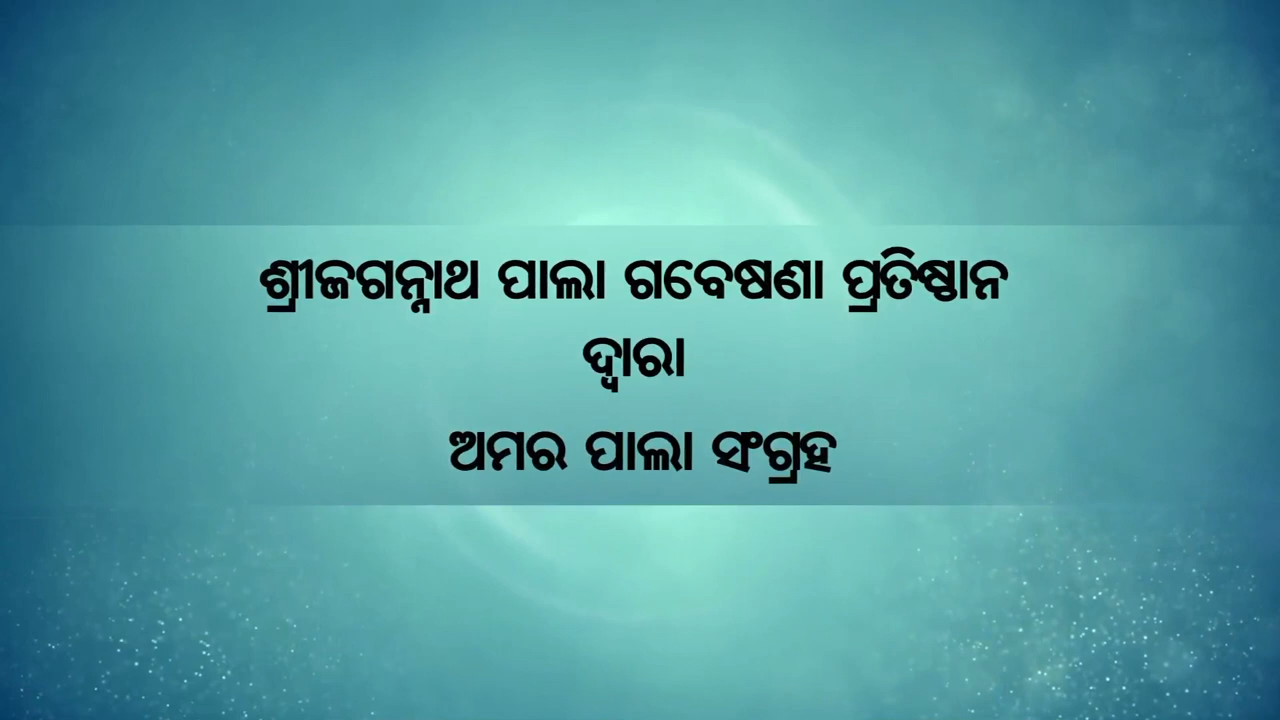 ଶ୍ରୀଜଗନ୍ନାଥ ପାଲା ଗବେଷଣା ପ୍ରତିଷ୍ଠାନ
ଦ୍ୱାରା
ଅମର ପାଲା ସଂଗ୍ରହ